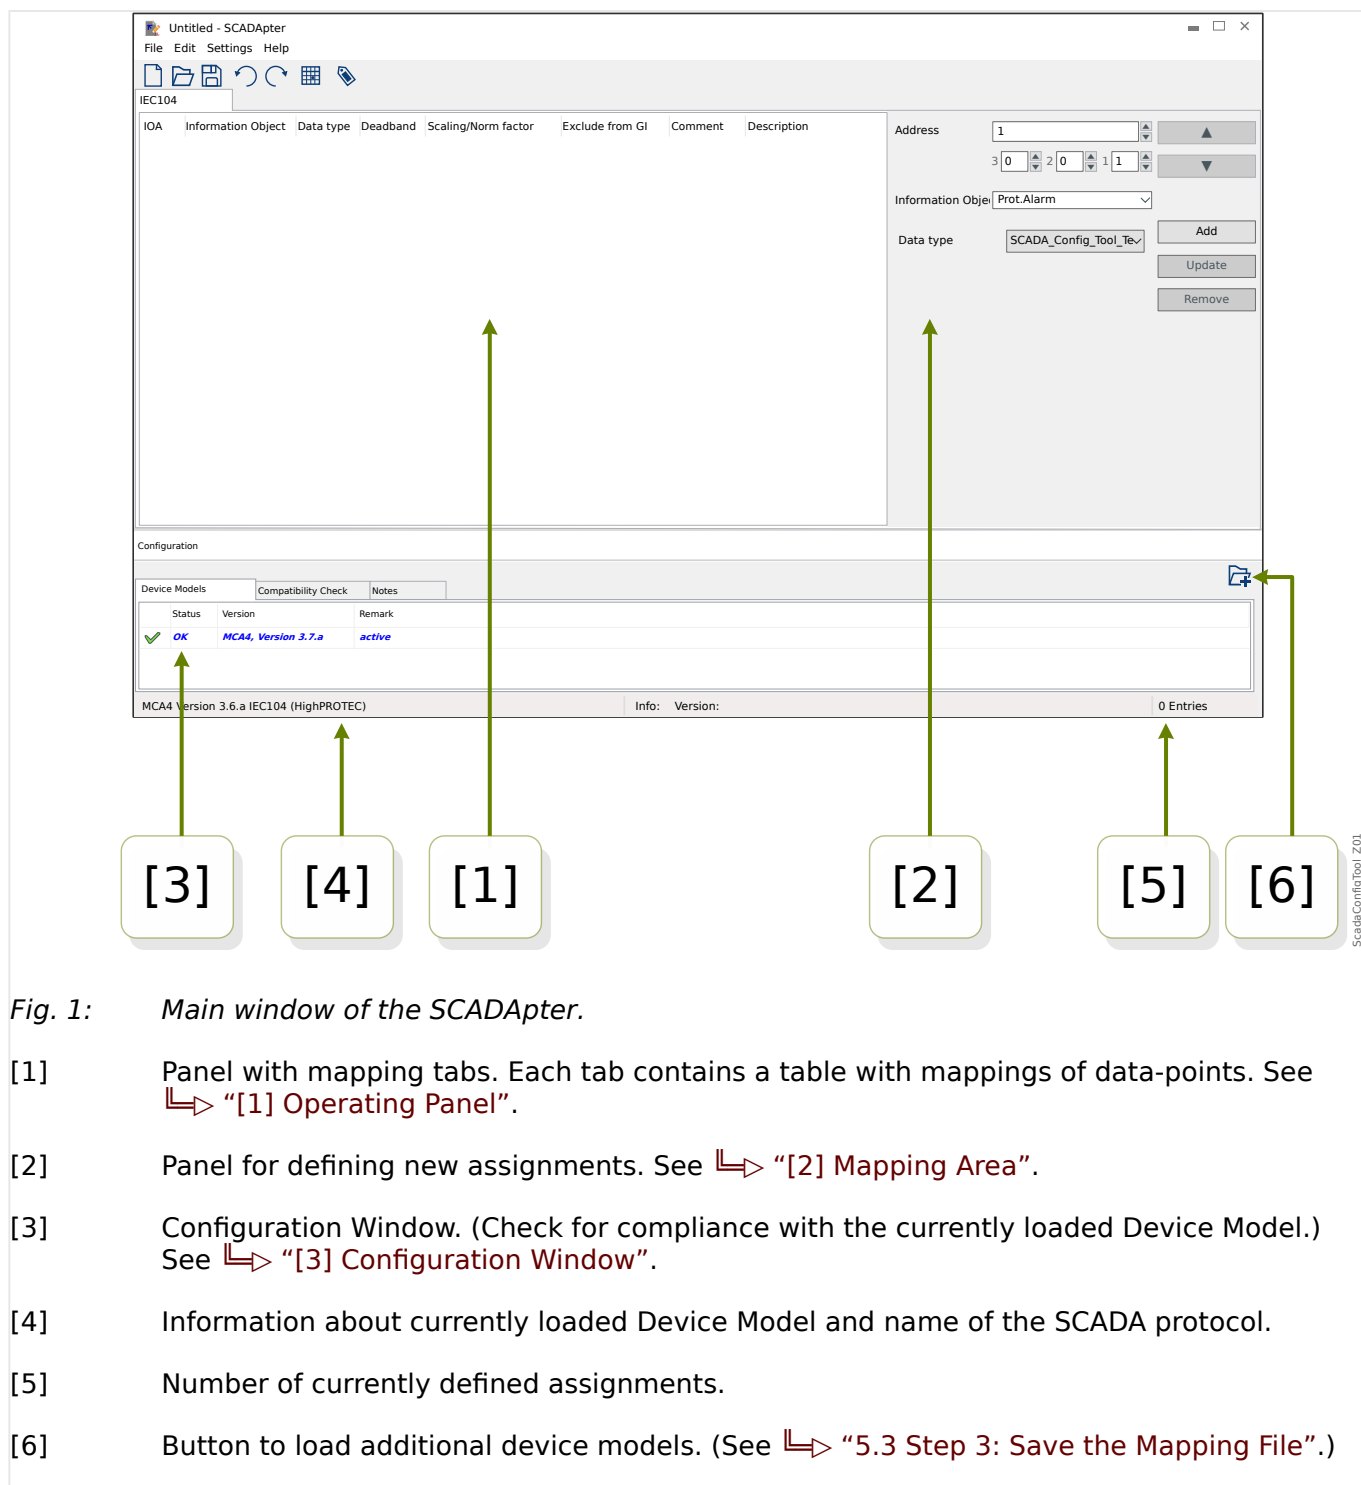 Untitled - SCADApter
File Edit Settings Help
IEC104
IOA Information Object Data type Deadband Scaling/Norm factor Exclude from GI Comment Description
Address 1
3 0 2 0 1 1
Information Objec Prot.Alarm
Data type SCADA_Config_Tool_Te
Add
Update
Remove
Configuration
Device Models Compatibility Check Notes
Status Version Remark
OK MCA4, Version 3.7.a active
MCA4 Version 3.6.a IEC104 (HighPROTEC) Info: Version: 0 Entries
[3] [4] [1] [2] [5] [6]
ScadaConfigTool_Z01
Fig. 1: Main window of the SCADApter.
[1] Panel with mapping tabs. Each tab contains a table with mappings of data-points. See
“[1] Operating Panel”.
[2] Panel for defining new assignments. See “[2] Mapping Area”.
[3] Configuration Window. (Check for compliance with the currently loaded Device Model.)
See “[3] Configuration Window”.
[4] Information about currently loaded Device Model and name of the SCADA protocol.
[5] Number of currently defined assignments.
[6] Button to load additional device models. (See “5.3 Step 3: Save the Mapping File”.)